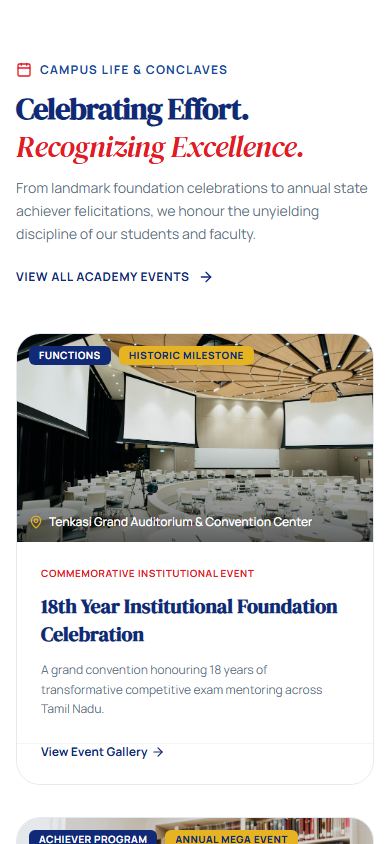 CAMPUS LIFE & CONCLAVES
Celebrating Effort.
Recognizing Excellence.
From landmark foundation celebrations to annual state
achiever felicitations, we honour the unyielding
discipline of our students and faculty.
VIEW ALL ACADEMY EVENTS
FUNCTIONS
HISTORIC MILESTONE
Tenkasi Grand Auditorium & Convention Center
COMMEMORATIVE INSTITUTIONAL EVENT
18th Year Institutional Foundation
Celebration
A grand convention honouring 18 years of
transformative competitive exam mentoring across
Tamil Nadu.
View Event Gallery
ACHIEVER PROGRAM
ANNUAL MEGA EVENT